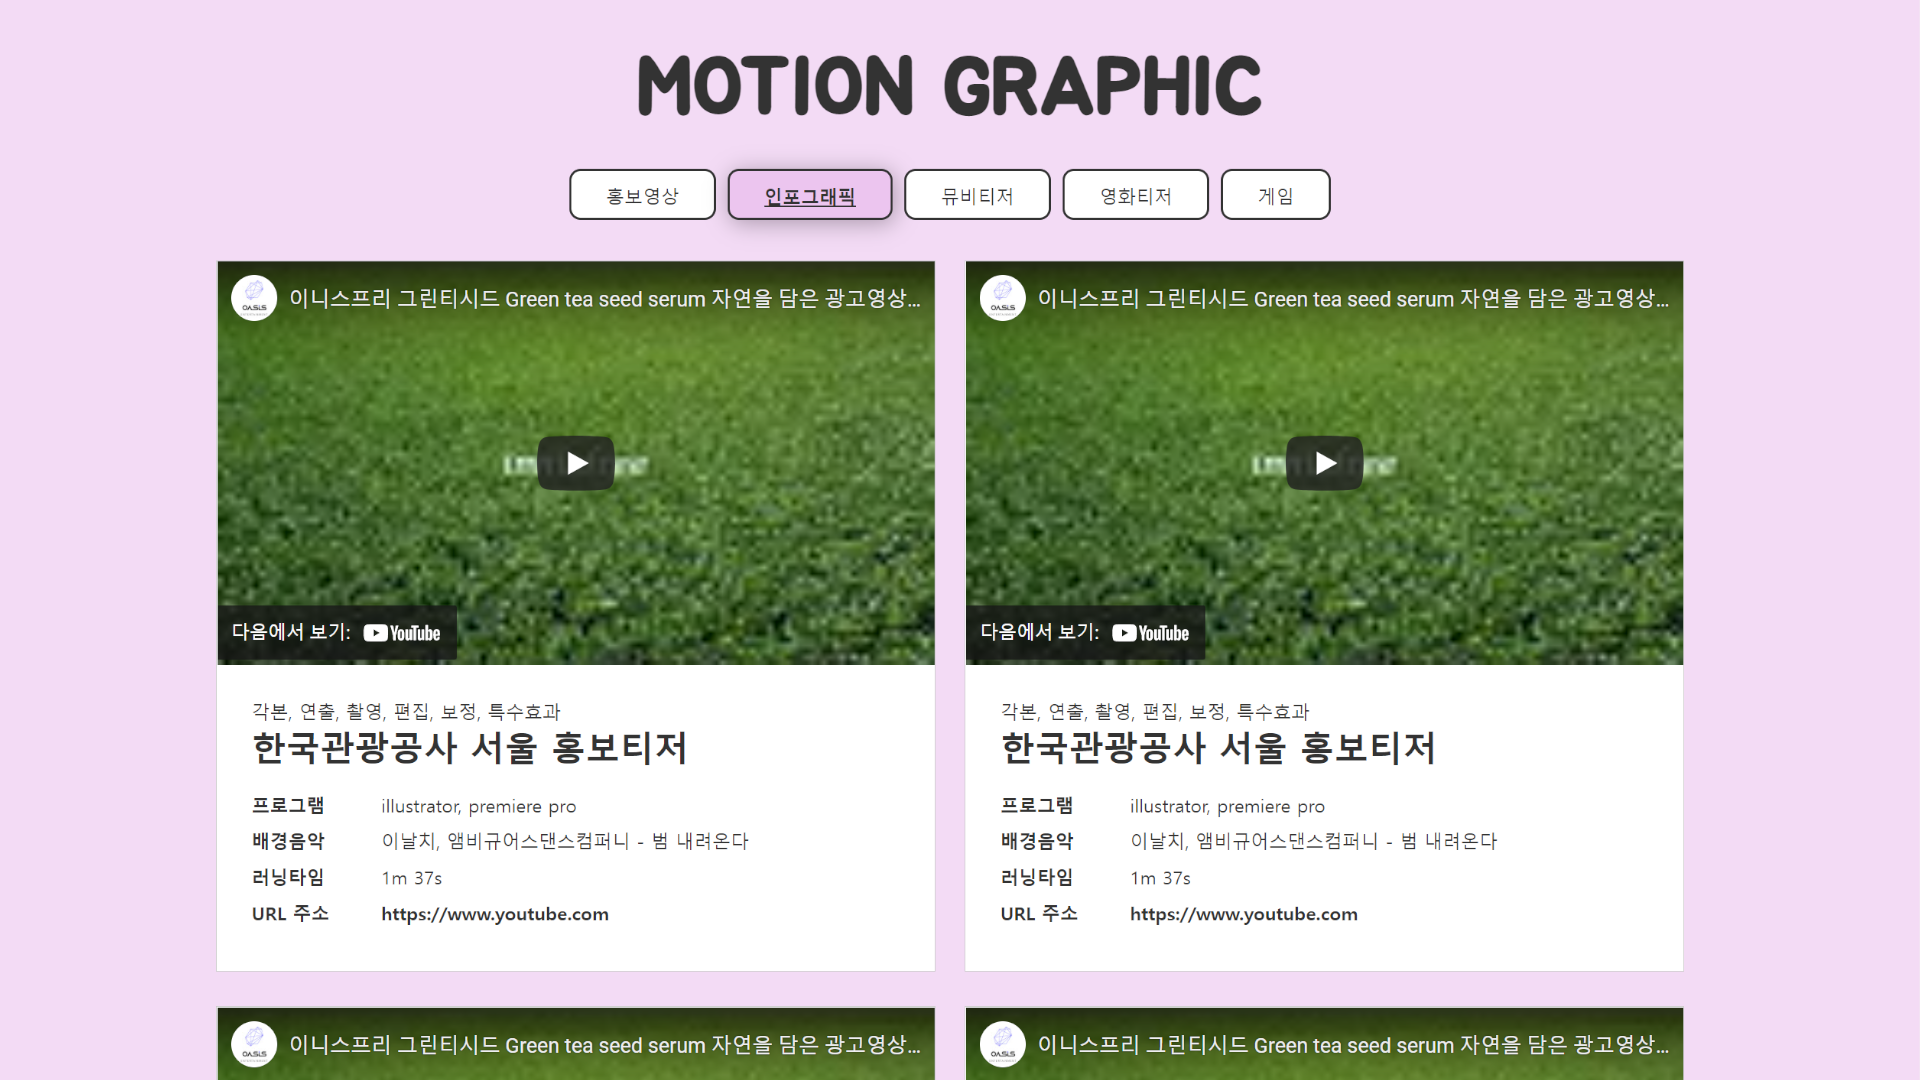 MOTION GRAPHIC
홍보영상
인포그래픽
뮤비티저
영화티저
게임
OASIS
이니스프리 그린티시드 Green tea seed serum 자연을 담은 광고영상...
다음에서 보기: YouTube
각본, 연출, 촬영, 편집, 보정, 특수효과
한국관광공사 서울 홍보티저
프로그램 illustrator, premiere pro
배경음악 이날치, 앰비규어스댄스컴퍼니 - 범 내려온다
러닝타임 1m 37s
URL 주소 https://www.youtube.com
OASIS
이니스프리 그린티시드 Green tea seed serum 자연을 담은 광고영상...
다음에서 보기: YouTube
각본, 연출, 촬영, 편집, 보정, 특수효과
한국관광공사 서울 홍보티저
프로그램 illustrator, premiere pro
배경음악 이날치, 앰비규어스댄스컴퍼니 - 범 내려온다
러닝타임 1m 37s
URL 주소 https://www.youtube.com
OASIS
이니스프리 그린티시드 Green tea seed serum 자연을 담은 광고영상...
OASIS
이니스프리 그린티시드 Green tea seed serum 자연을 담은 광고영상...